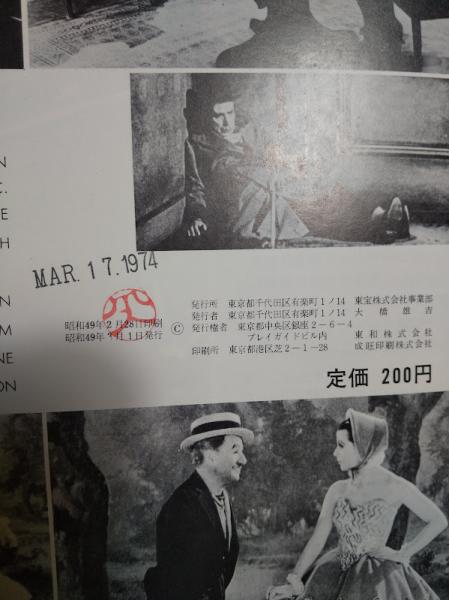 N
C.
E
H
N
M
NE
ON
MAR. 17. 1974
昭和49年2月28日印刷
昭和49年3月1日発行
©
発行所 東京都千代田区有楽町1/14 東宝株式会社事業部
発行者 東京都千代田区有楽町1/14 大橋雄吉
発行権者 東京都中央区銀座2-6-4
プレイガイドビル内 東和株式会社
印刷所 東京都港区芝2-1-28 成旺印刷株式会社
定価 200円